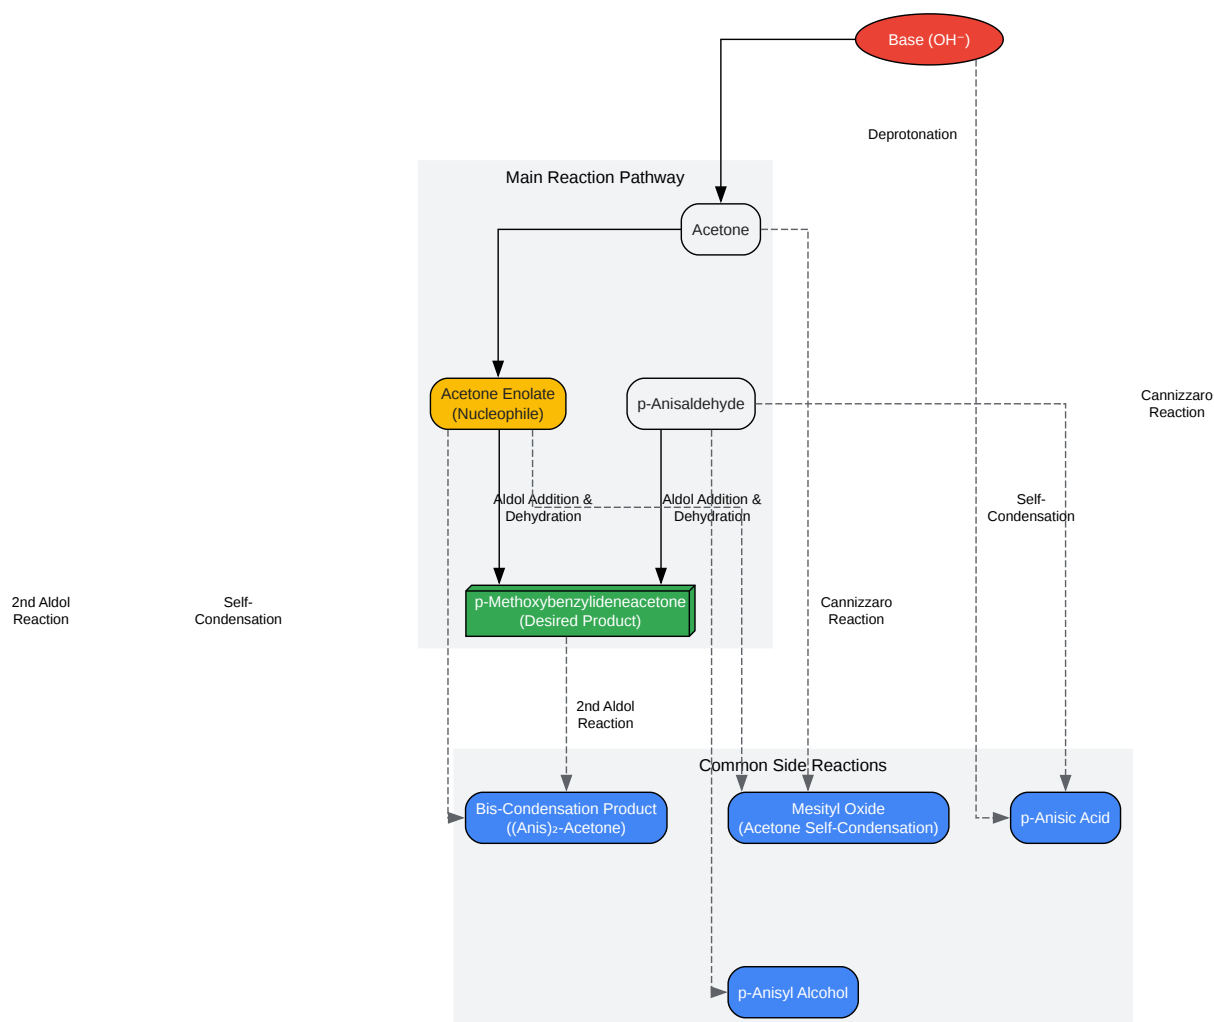 Base (OH⁻)
Deprotonation
Main Reaction Pathway
Acetone
Acetone Enolate
(Nucleophile)
p-Anisaldehyde
Cannizzaro
Reaction
Aldol Addition &
Dehydration
Aldol Addition &
Dehydration
Self-
Condensation
2nd Aldol
Reaction
Self-
Condensation
p-Methoxybenzylideneacetone
(Desired Product)
Cannizzaro
Reaction
2nd Aldol
Reaction
Common Side Reactions
Bis-Condensation Product
((Anis)₂-Acetone)
Mesityl Oxide
(Acetone Self-Condensation)
p-Anisic Acid
p-Anisyl Alcohol